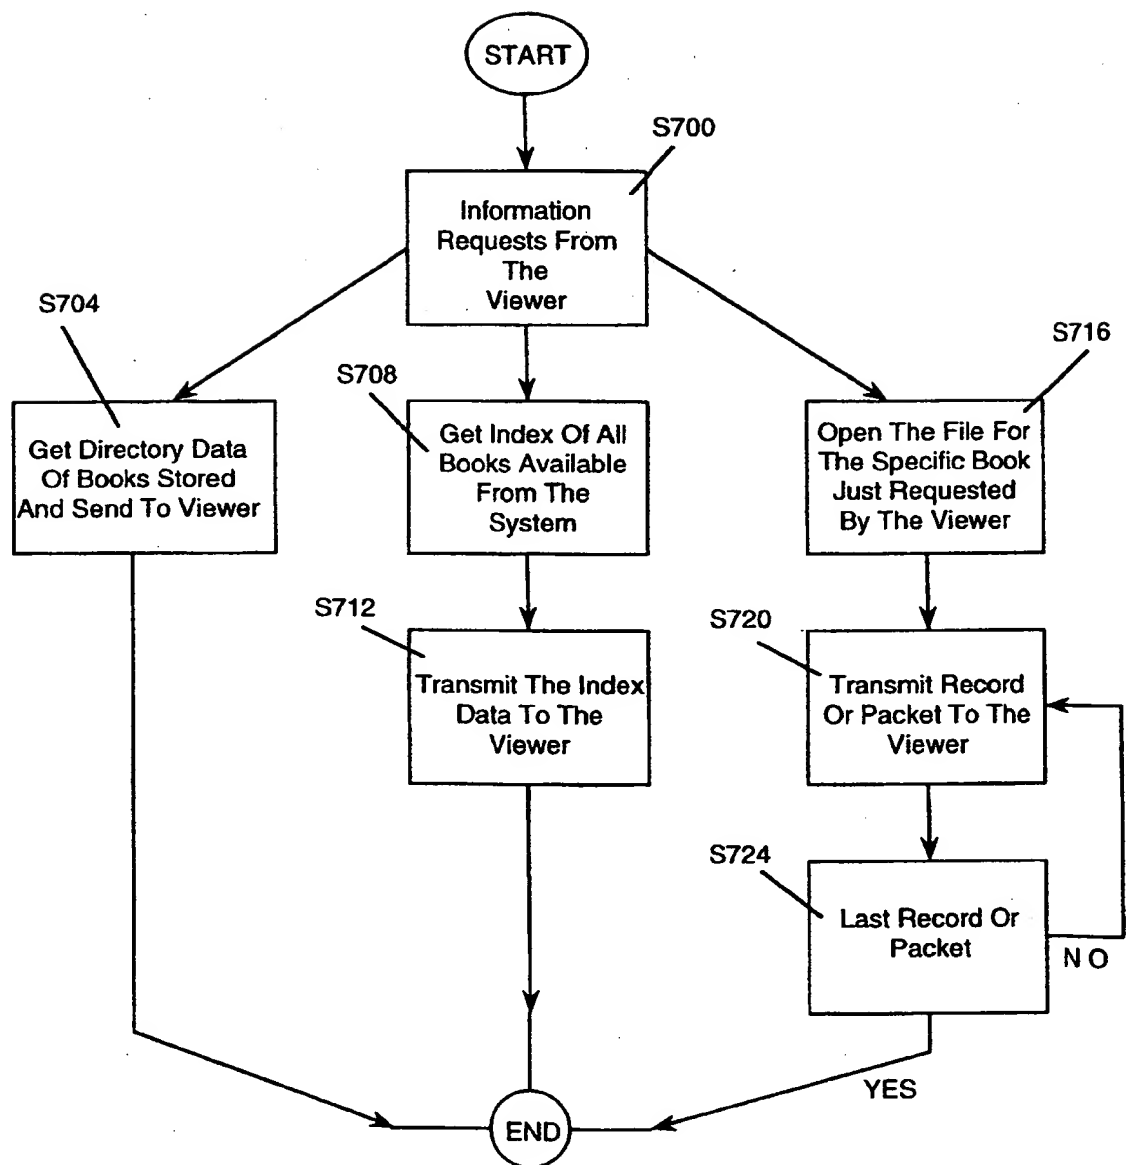 START
S700
Information
Requests From
The
Viewer
S704
Get Directory Data
Of Books Stored
And Send To Viewer
S708
Get Index Of All
Books Available
From The
System
S716
Open The File For
The Specific Book
Just Requested
By The Viewer
S712
Transmit The Index
Data To The
Viewer
S720
Transmit Record
Or Packet To The
Viewer
S724
Last Record Or
Packet
NO
YES
END